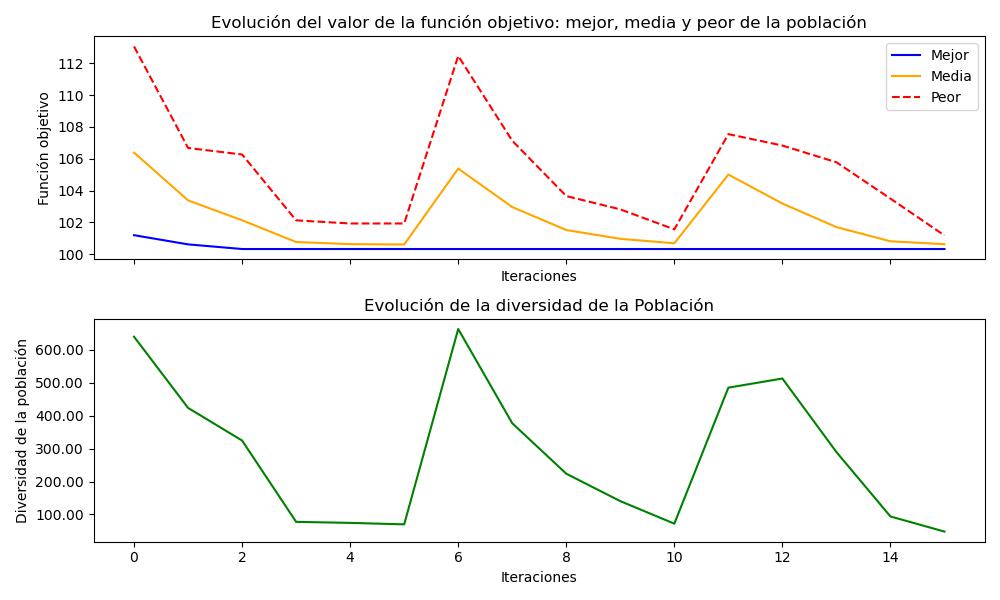 Evolución del valor de la función objetivo: mejor, media y peor de la población
Función objetivo
112
110
108
106
104
102
100
Mejor
Media
Peor
Iteraciones
Evolución de la diversidad de la Población
Diversidad de la población
600.00
500.00
400.00
300.00
200.00
100.00
0 2 4 6 8 10 12 14
Iteraciones